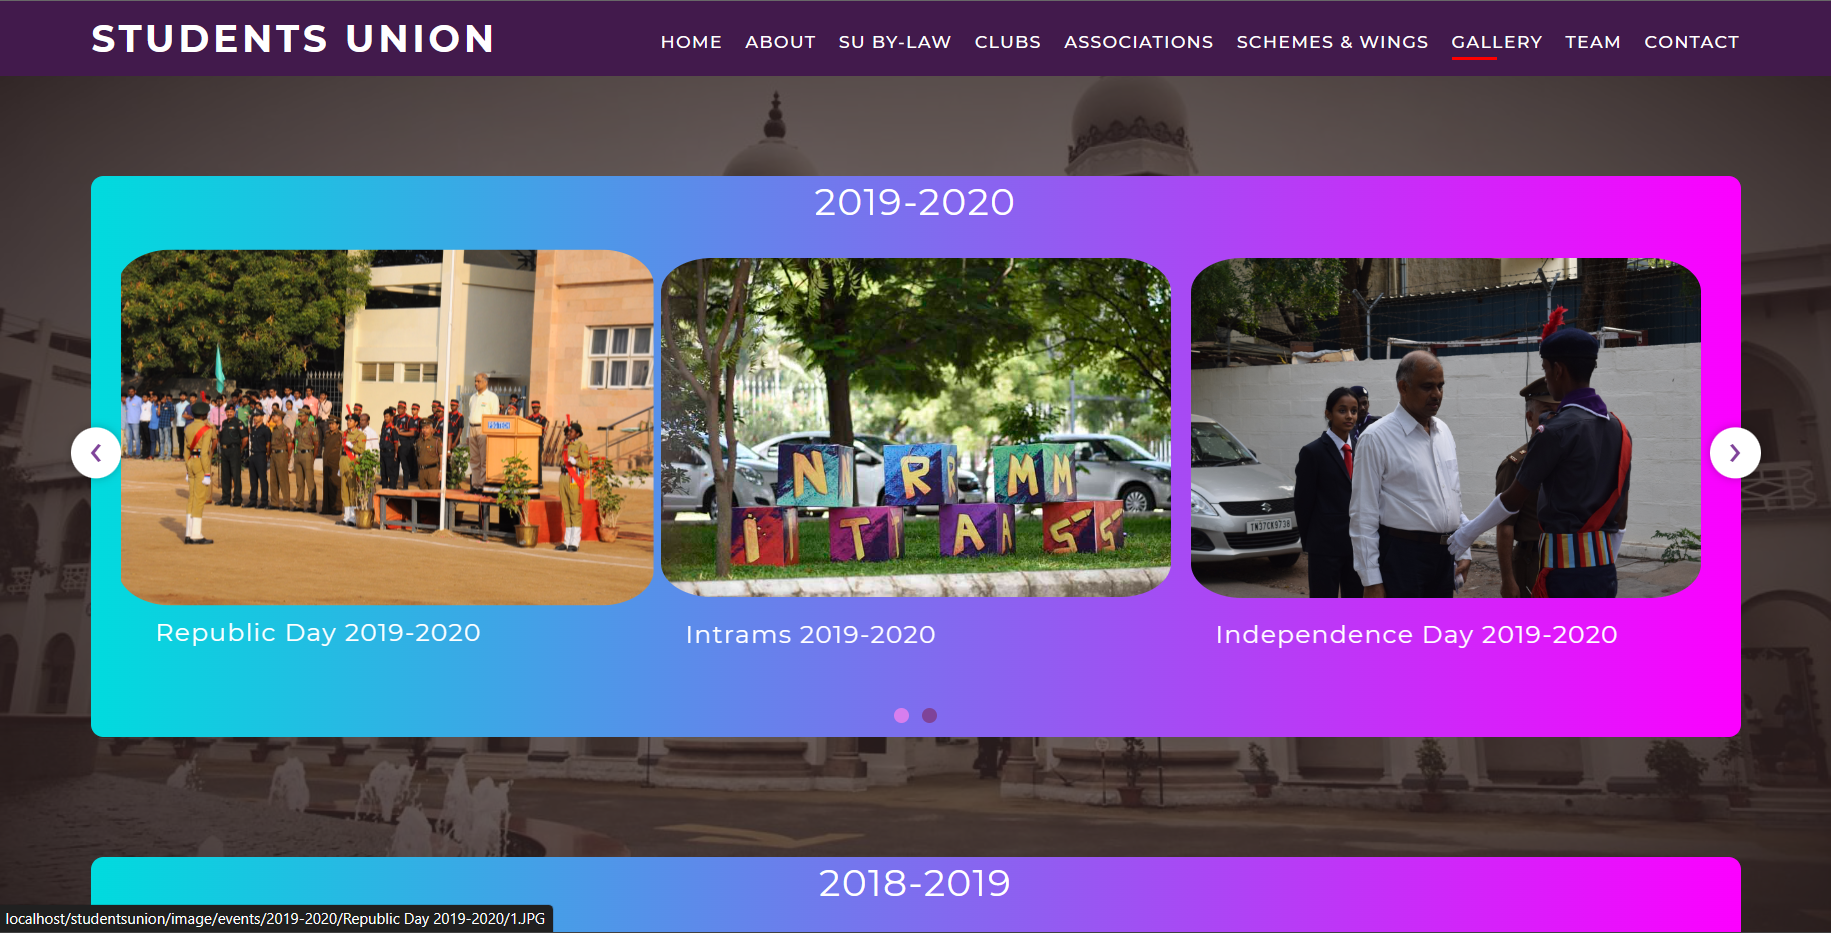 STUDENTS UNION
HOME ABOUT SU BY-LAW CLUBS ASSOCIATIONS SCHEMES & WINGS GALLERY TEAM CONTACT
2019-2020
N R M
I T A S
TN37CK9738
Republic Day 2019-2020
Intrams 2019-2020
Independence Day 2019-2020
2018-2019
localhost/studentsunion/image/events/2019-2020/Republic Day 2019-2020/1.JPG